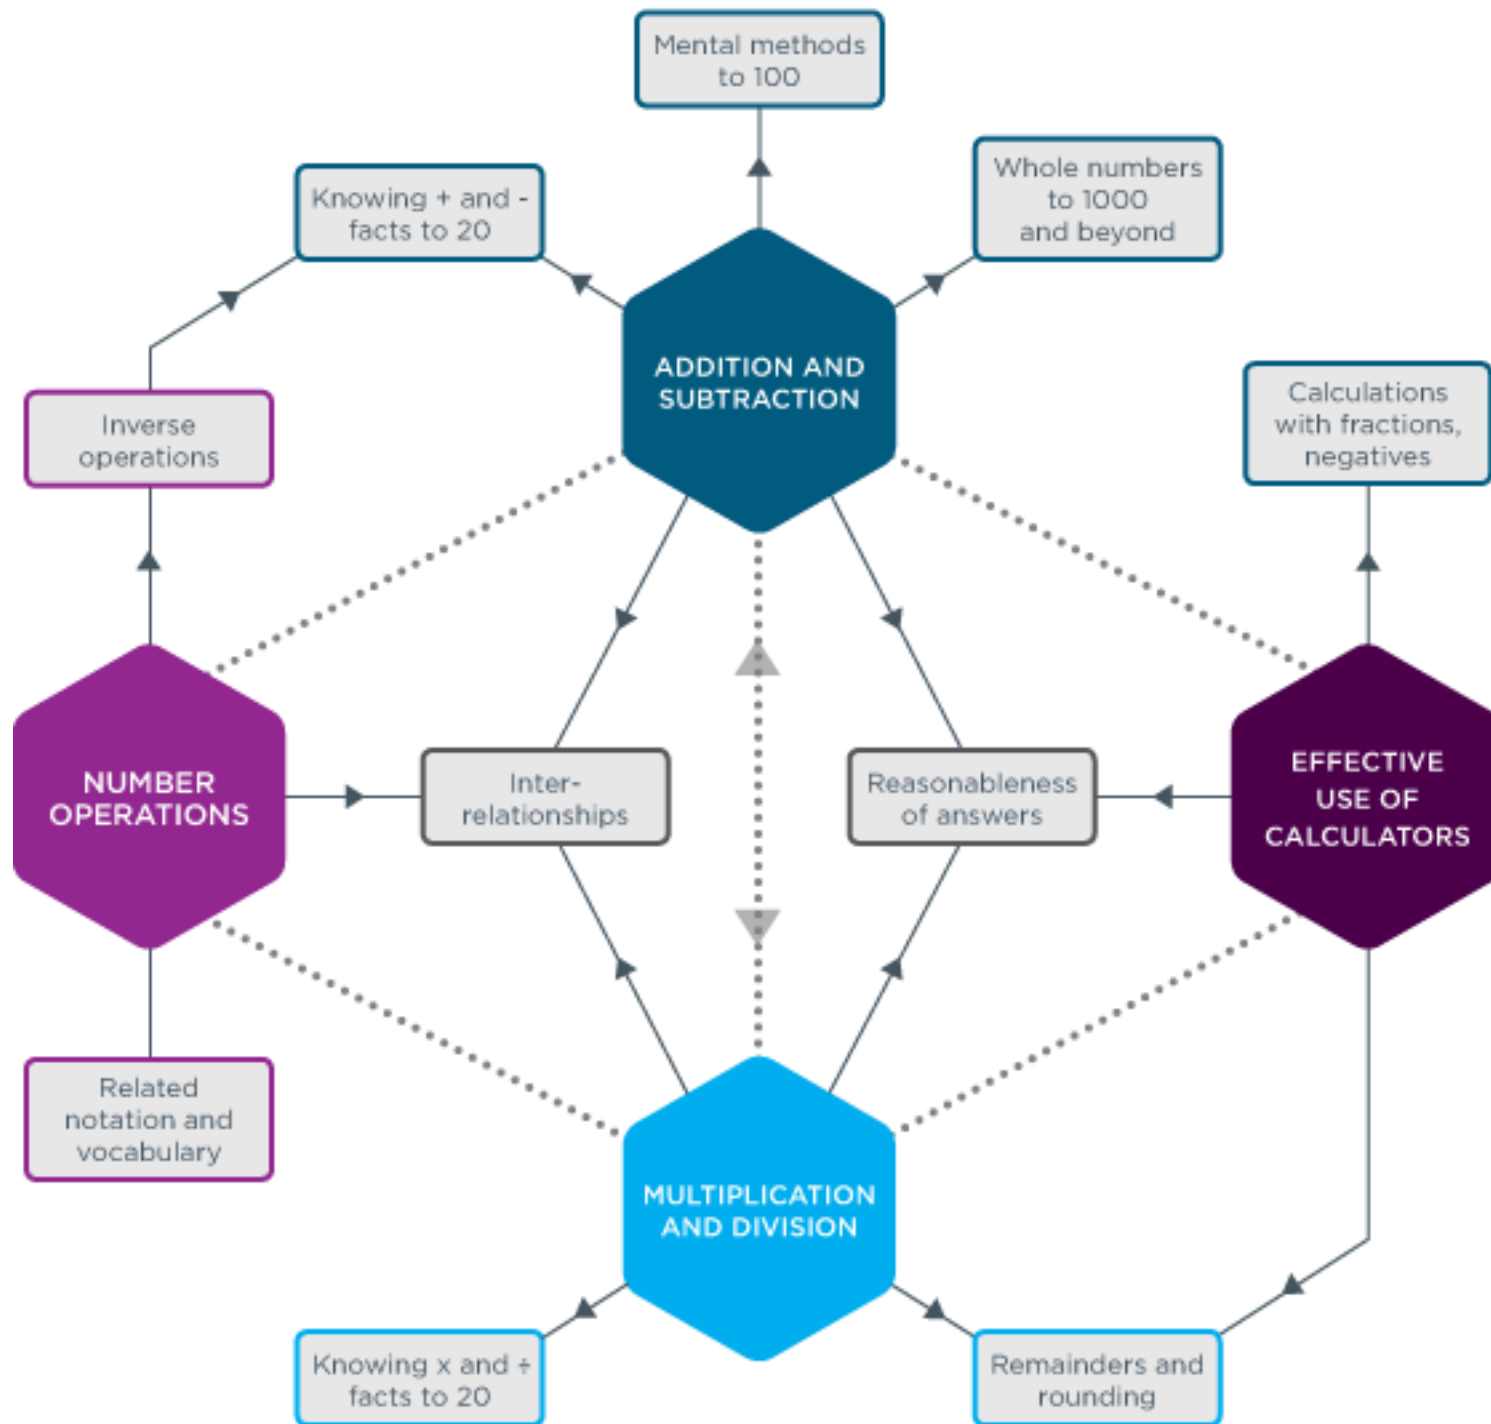 Mental methods
to 100
Whole numbers
to 1000
and beyond
Knowing + and -
facts to 20
ADDITION AND
SUBTRACTION
Calculations
with fractions,
negatives
Inverse
operations
NUMBER
OPERATIONS
Inter-
relationships
Reasonableness
of answers
EFFECTIVE
USE OF
CALCULATORS
Related
notation and
vocabulary
MULTIPLICATION
AND DIVISION
Knowing x and ÷
facts to 20
Remainders and
rounding